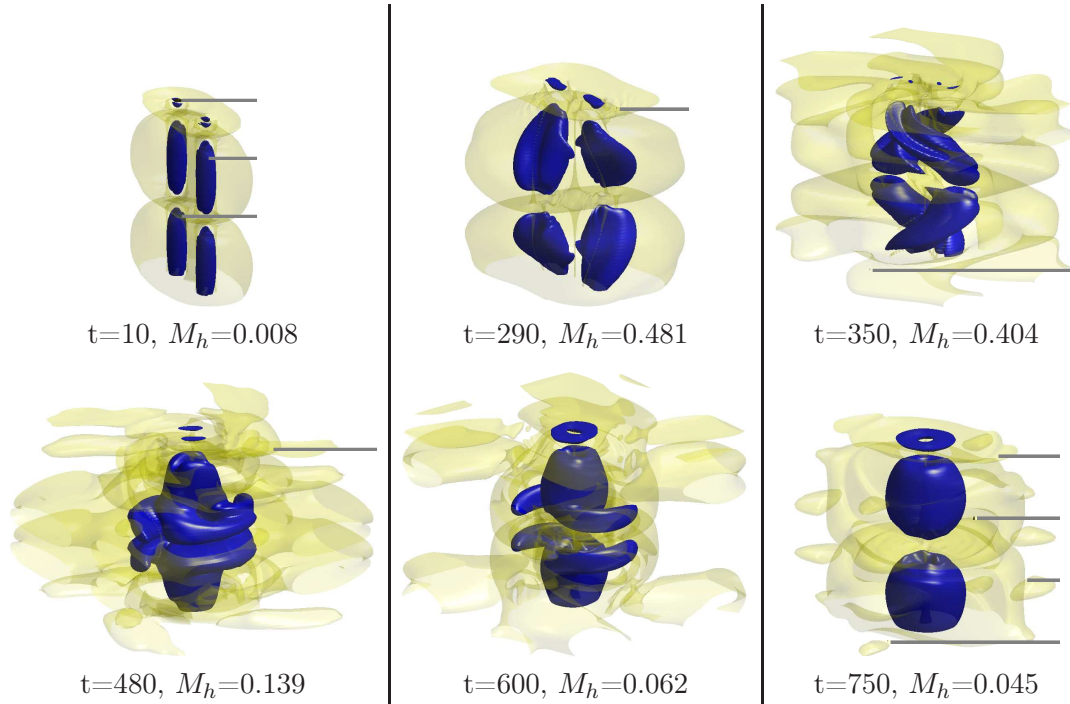 t=10, M_h=0.008
t=290, M_h=0.481
t=350, M_h=0.404
t=480, M_h=0.139
t=600, M_h=0.062
t=750, M_h=0.045